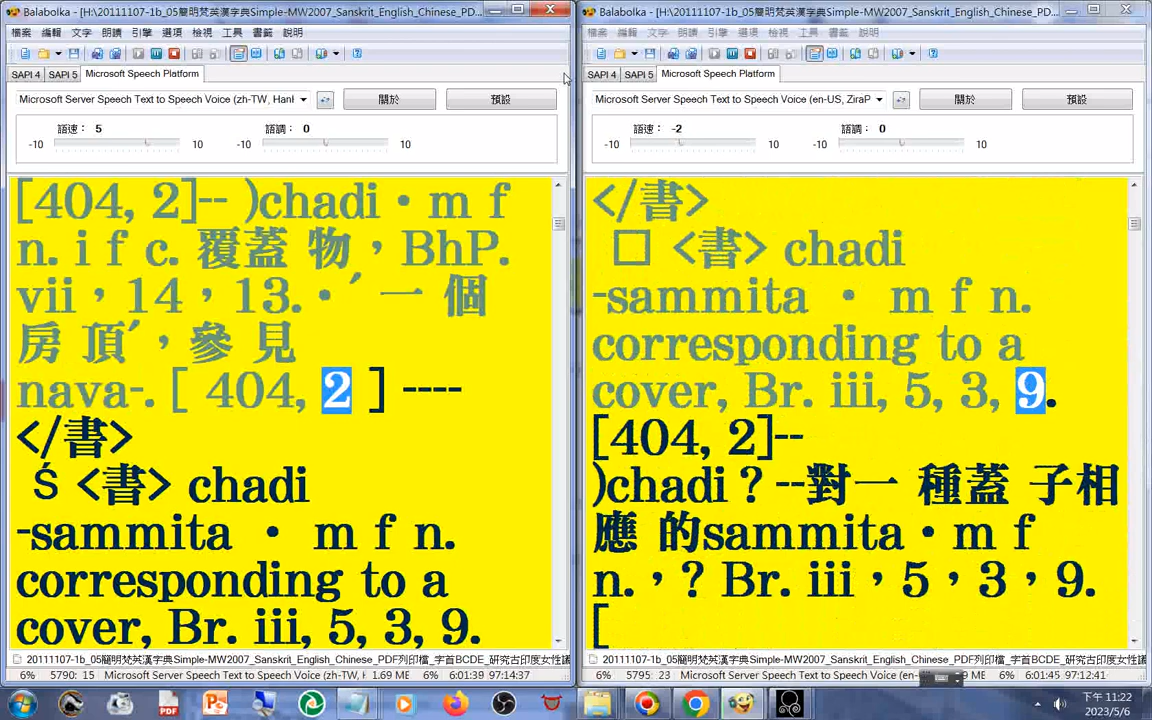 Balabolka - [H:\20111107-1b_05簡明梵英漢字典Simple-MW2007_Sanskrit_English_Chinese_PD...
檔案 編輯 文字 朗讀 引擎 選項 檢視 工具 書籤 說明
SAPI 4 SAPI 5 Microsoft Speech Platform
Microsoft Server Speech Text to Speech Voice (zh-TW, Han
關於 預設
語速： 5 語調： 0
-10 10 -10 10
[404, 2]-- )chadi‧m f
n. i f c. 覆蓋 物，BhP.
vii，14，13.‧ˊ 一 個
房 頂ˊ，參 見
nava-. [ 404, 2 ] ----
</書>
Ś <書> chadi
-sammita ‧ m f n.
corresponding to a
cover, Br. iii, 5, 3, 9.
20111107-1b_05簡明梵英漢字典Simple-MW2007_Sanskrit_English_Chinese_PDF列印檔_字首BCDE_研究古印度女性議
6% 5790: 15 Microsoft Server Speech Text to Speech Voice (zh-TW, H 1.69 ME 6% 6:01:39 97:14:37
Balabolka - [H:\20111107-1b_05簡明梵英漢字典Simple-MW2007_Sanskrit_English_Chinese_PD...
檔案 編輯 文字 朗讀 引擎 選項 檢視 工具 書籤 說明
SAPI 4 SAPI 5 Microsoft Speech Platform
Microsoft Server Speech Text to Speech Voice (en-US, ZiraP
關於 預設
語速： -2 語調： 0
-10 10 -10 10
</書>
□ <書> chadi
-sammita ‧ m f n.
corresponding to a
cover, Br. iii, 5, 3, 9.
[404, 2]--
)chadi？--對一 種蓋 子相
應 的sammita‧m f
n.，？Br. iii，5，3，9.
[
20111107-1b_05簡明梵英漢字典Simple-MW2007_Sanskrit_English_Chinese_PDF列印檔_字首BCDE_研究古印度女性議
6% 5795: 23 Microsoft Server Speech Text to Speech Voice ME 6% 6:01:45 97:12:41
下午 11:22
2023/5/6